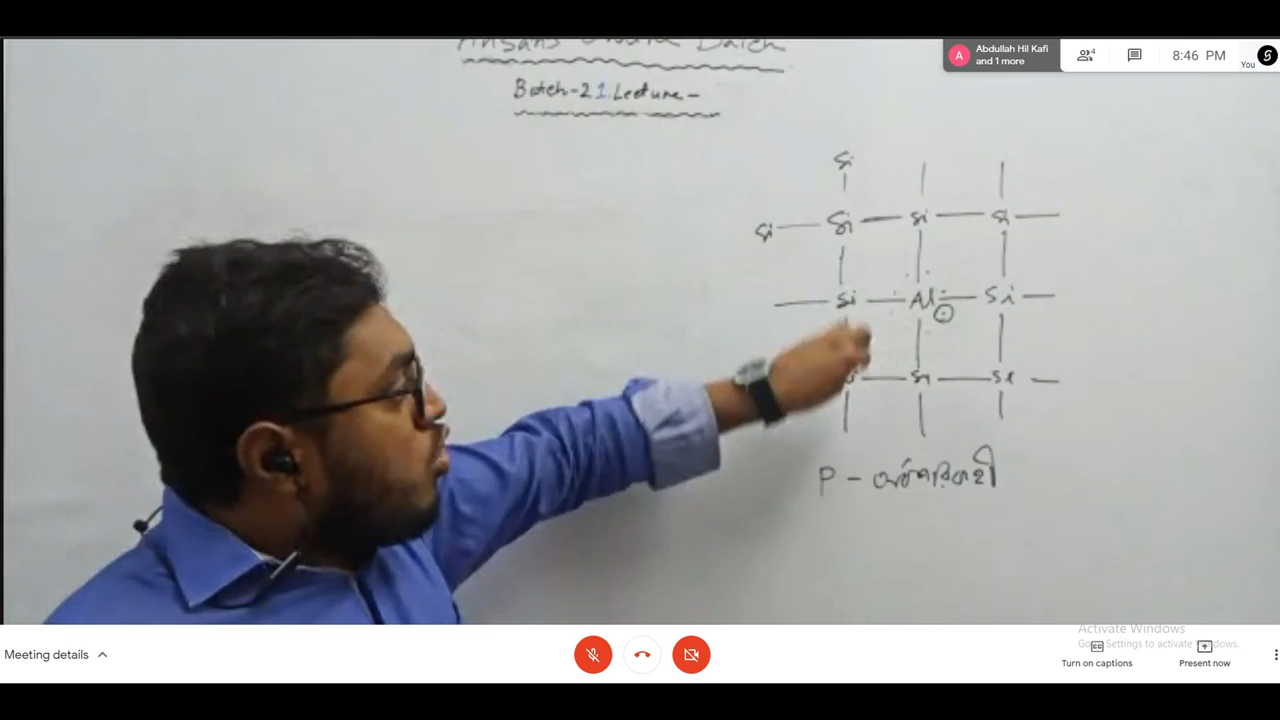 Batch-21.Lecture-
Abdullah Hil Kafi
and 1 more
4
8:46 PM
You
A
Si
Si Si Si Si
Si Al Si
Si Si
P - অর্ধপরিবাহী
Activate Windows
Go to Settings to activate Windows.
Meeting details
Turn on captions
Present now